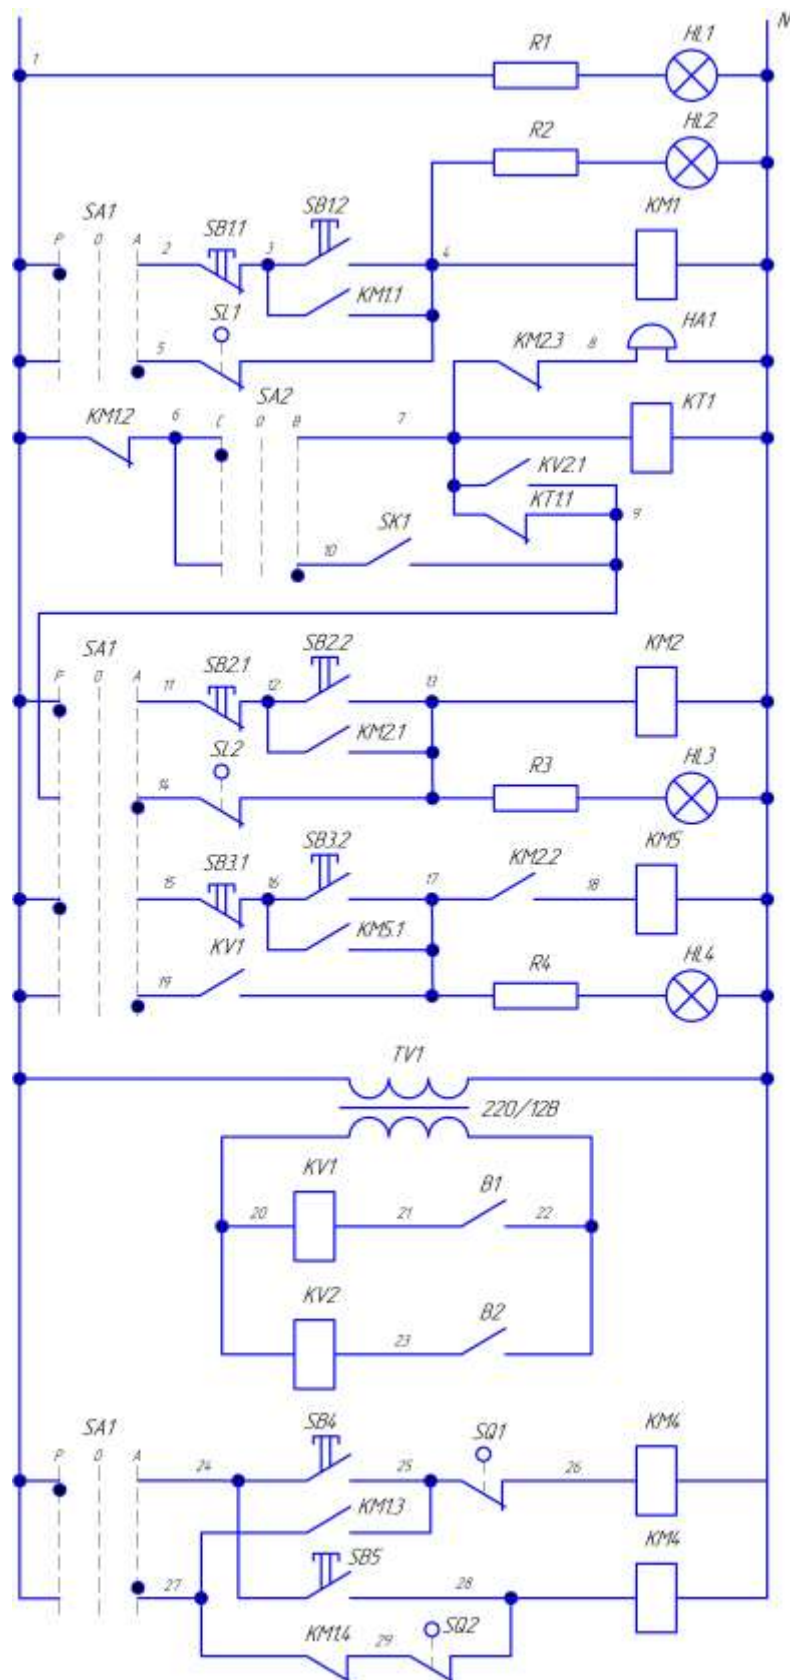 N
1
R1 HL1
R2 HL2
SA1 SB1.1 SB1.2 KM1
Р 0 А 2 3 4
KM1.1
5 SL1 KM2.3 8 HA1
SA2
KM1.2 6 С 0 В 7 KT1
KV2.1
KT1.1
SK1 9
10
SA1 SB2.1 SB2.2 KM2
Р 0 А 11 12 13
KM2.1
14 SL2 R3 HL3
SB3.1 SB3.2 KM2.2 KM5
15 16 17 18
KM5.1
19 KV1 R4 HL4
TV1
220/12В
KV1 B1
20 21 22
KV2 B2
23
SA1 SB4 SQ1 KM4
Р 0 А 24 25 26
KM1.3
SB5 KM4
27 28
KM1.4 29 SQ2